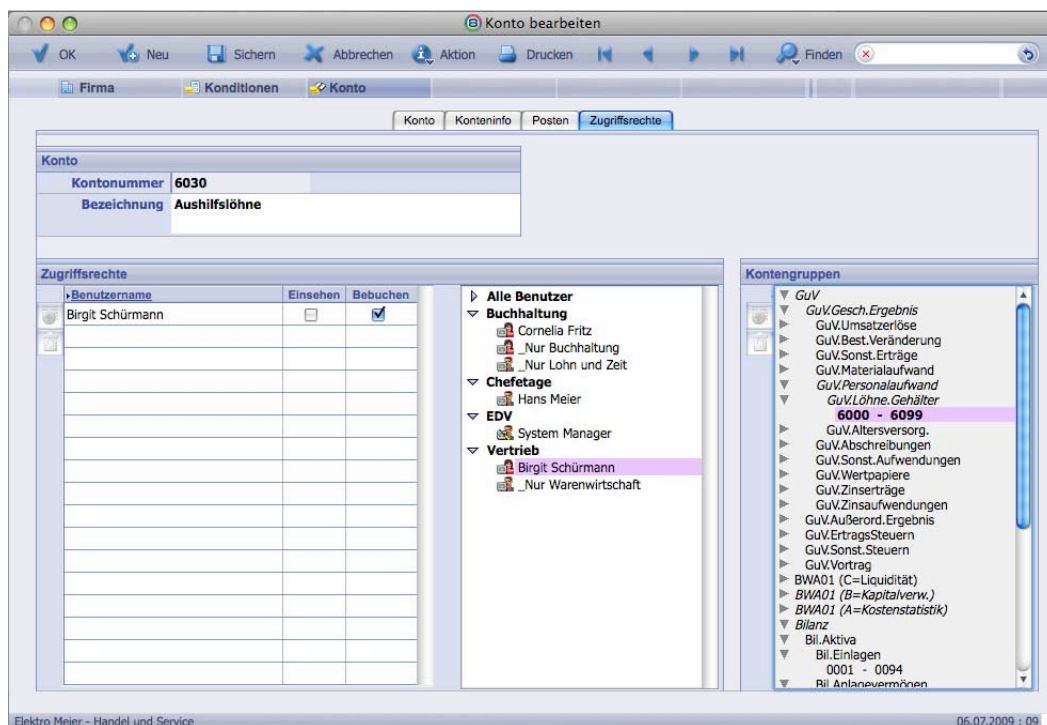 Konto bearbeiten
OK Neu Sichern Abbrechen Aktion Drucken Finden
Firma Konditionen Konto
Konto Konteninfo Posten Zugriffsrechte
Konto
Kontonummer 6030
Bezeichnung Aushilfslöhne
Zugriffsrechte
Benutzername Einsehen Bebuchen
Birgit Schürmann
Alle Benutzer
Buchhaltung
Cornelia Fritz
_Nur Buchhaltung
_Nur Lohn und Zeit
Chefetage
Hans Meier
EDV
System Manager
Vertrieb
Birgit Schürmann
_Nur Warenwirtschaft
Kontengruppen
GuV
GuV.Gesch.Ergebnis
GuV.Umsatzerlöse
GuV.Best.Veränderung
GuV.Sonst.Erträge
GuV.Materialaufwand
GuV.Personalaufwand
GuV.Löhne.Gehälter
6000 - 6099
GuV.Altersversorg.
GuV.Abschreibungen
GuV.Sonst.Aufwendungen
GuV.Wertpapiere
GuV.Zinserträge
GuV.Zinsaufwendungen
GuV.Außerord.Ergebnis
GuV.ErtragsSteuern
GuV.Sonst.Steuern
GuV.Vortrag
BWA01 (C=Liquidität)
BWA01 (B=Kapitalverw.)
BWA01 (A=Kostenstatistik)
Bilanz
Bil.Aktiva
Bil.Einlagen
0001 - 0094
Bil.Anlagevermögen
Elektro Meier - Handel und Service
06.07.2009 : 09